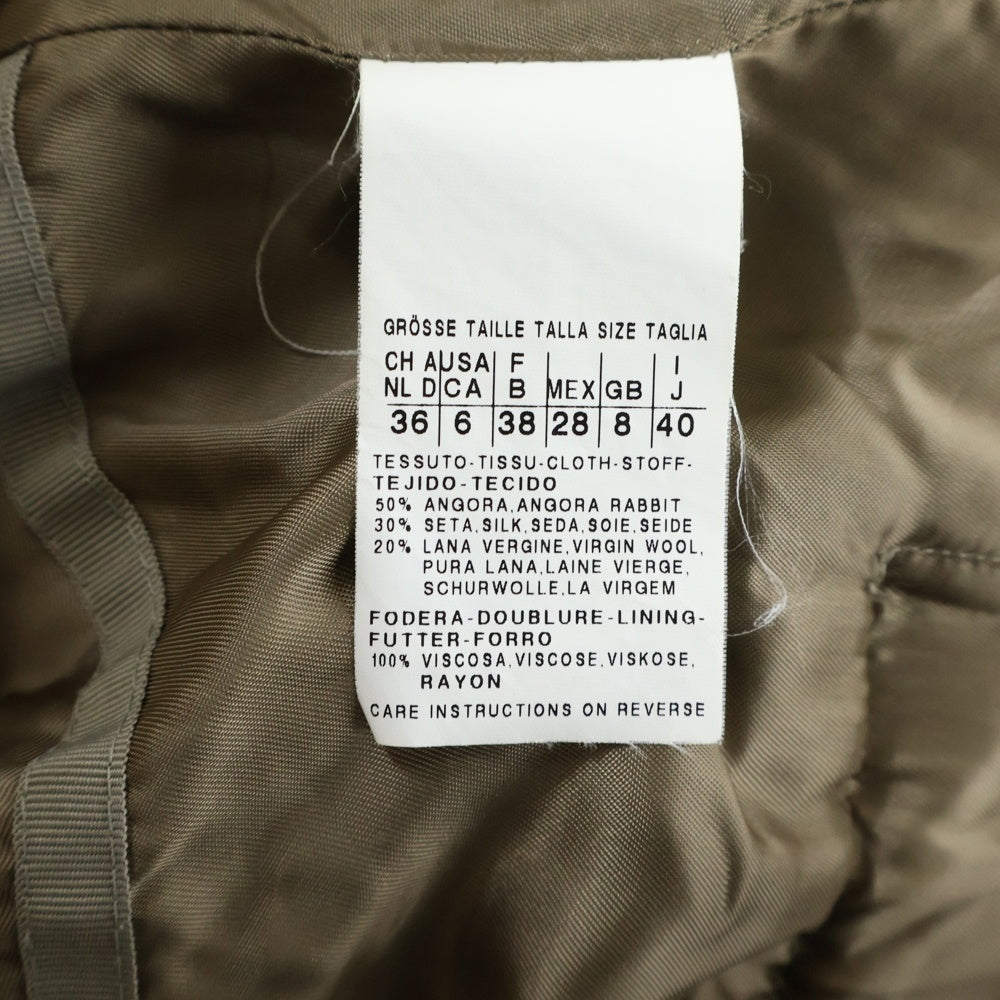 GRÖSSE TAILLE TALLA SIZE TAGLIA
CH A USA F I
NL D CA B MEX GB J
36 6 38 28 8 40
TESSUTO-TISSU-CLOTH-STOFF-
TEJIDO-TECIDO
50% ANGORA,ANGORA RABBIT
30% SETA,SILK,SEDA,SOIE,SEIDE
20% LANA VERGINE,VIRGIN WOOL,
PURA LANA,LAINE VIERGE,
SCHURWOLLE,LA VIRGEM
FODERA-DOUBLURE-LINING-
FUTTER-FORRO
100% VISCOSA,VISCOSE,VISKOSE,
RAYON
CARE INSTRUCTIONS ON REVERSE